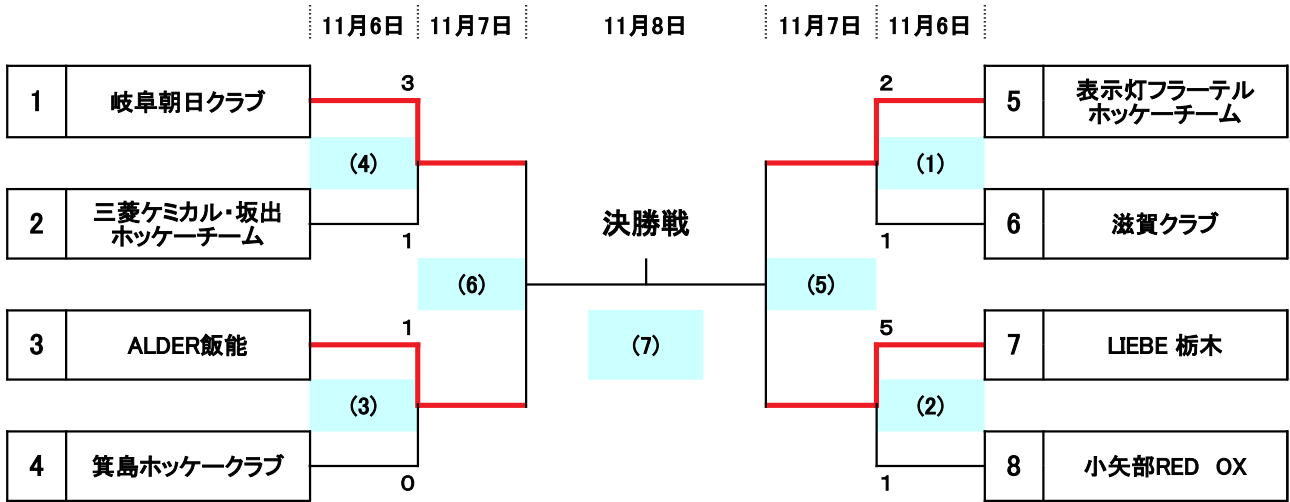 11月6日 11月7日 11月8日 11月7日 11月6日
3 2
1 岐阜朝日クラブ
5 表示灯フラーテル
ホッケーチーム
(4) (1)
2 三菱ケミカル・坂出
ホッケーチーム
決勝戦
6 滋賀クラブ
1 1
(6) (5)
1 5
3 ALDER飯能
(7)
7 LIEBE 栃木
(3) (2)
4 箕島ホッケークラブ
8 小矢部RED　OX
0 1